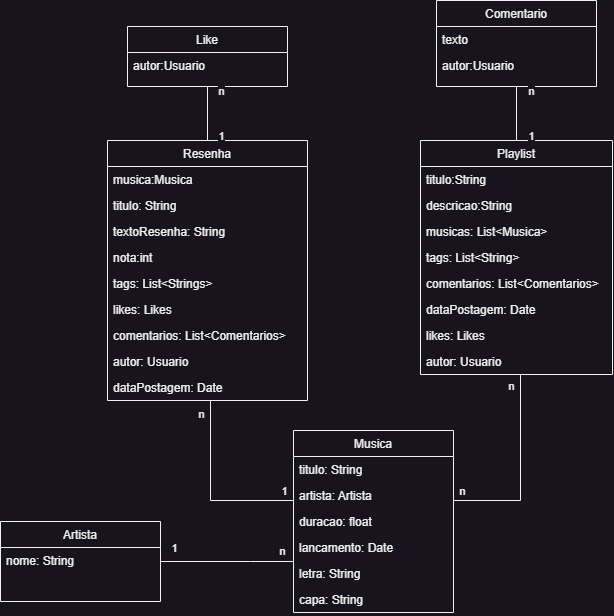 Like
autor:Usuario
n
1
Comentario
texto
autor:Usuario
n
1
Resenha
musica:Musica
titulo: String
textoResenha: String
nota:int
tags: List<Strings>
likes: Likes
comentarios: List<Comentarios>
autor: Usuario
dataPostagem: Date
n
1
Playlist
titulo:String
descricao:String
musicas: List<Musica>
tags: List<String>
comentarios: List<Comentarios>
dataPostagem: Date
likes: Likes
autor: Usuario
n
n
Musica
titulo: String
artista: Artista
duracao: float
lancamento: Date
letra: String
capa: String
Artista
nome: String
1
n